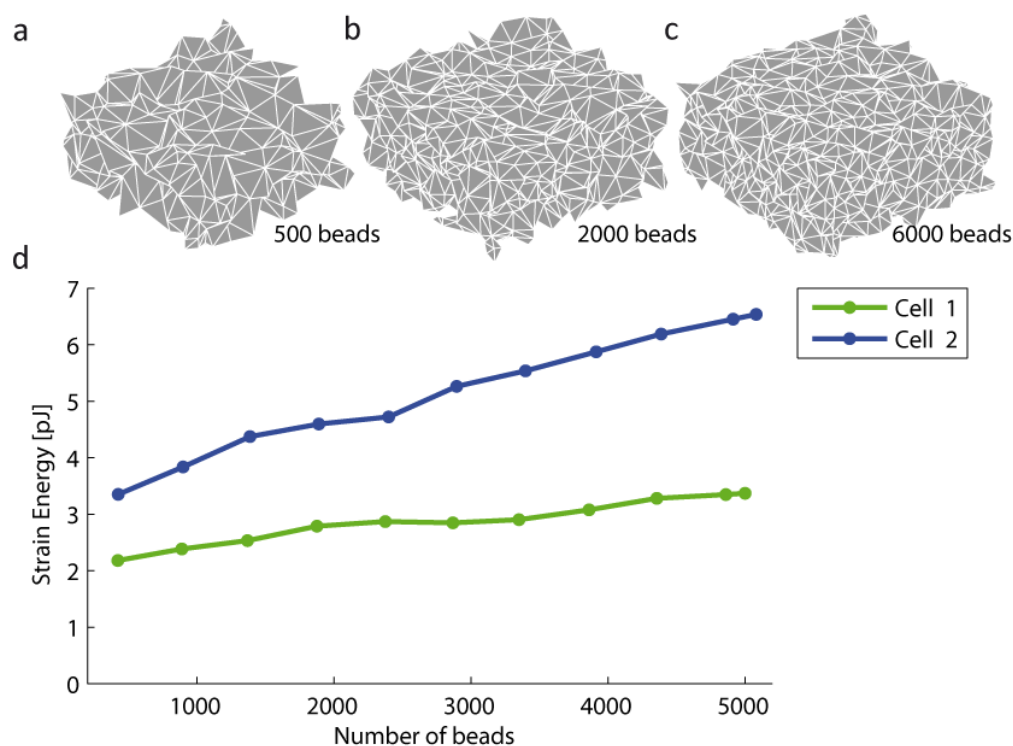 a
b
c
500 beads
2000 beads
6000 beads
d
7
6
5
4
3
2
1
0
Strain Energy [pJ]
1000
2000
3000
4000
5000
Number of beads
Cell 1
Cell 2